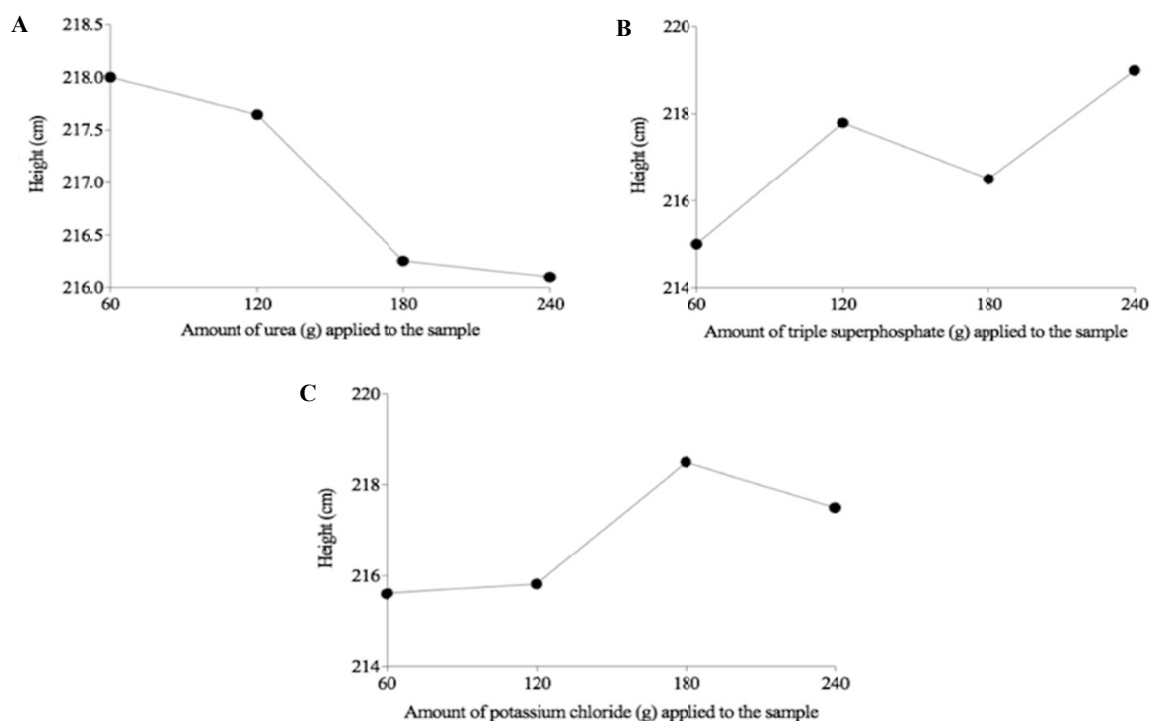 A
218.5
218.0
217.5
217.0
216.5
216.0
Height (cm)
60 120 180 240
Amount of urea (g) applied to the sample
B
220
218
216
214
Height (cm)
60 120 180 240
Amount of triple superphosphate (g) applied to the sample
C
220
218
216
214
Height (cm)
60 120 180 240
Amount of potassium chloride (g) applied to the sample